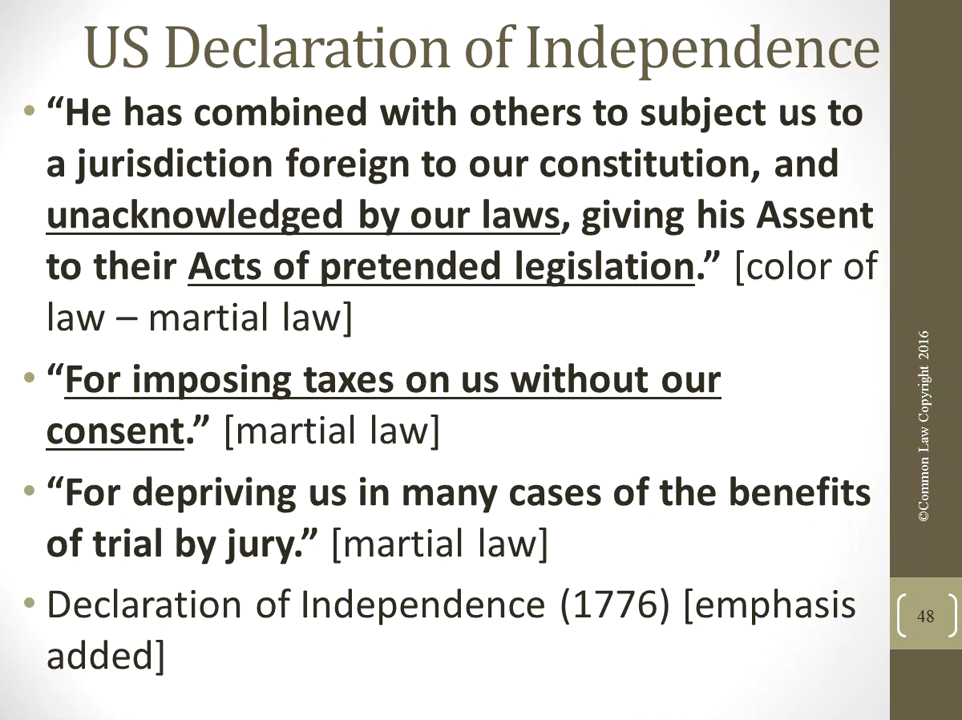 US Declaration of Independence
• “He has combined with others to subject us to
a jurisdiction foreign to our constitution, and
unacknowledged by our laws, giving his Assent
to their Acts of pretended legislation.” [color of
law – martial law]
• “For imposing taxes on us without our
consent.” [martial law]
• “For depriving us in many cases of the benefits
of trial by jury.” [martial law]
• Declaration of Independence (1776) [emphasis
added]
©Common Law Copyright 2016
48